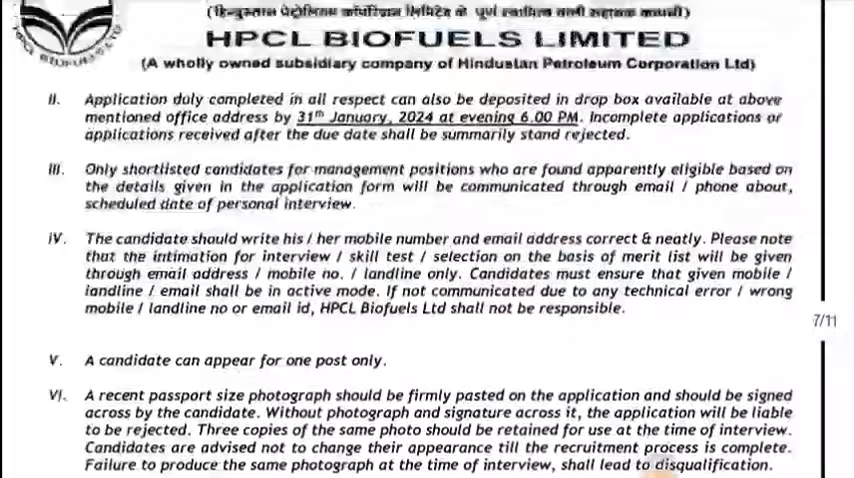 (हिन्दुस्तान पेट्रोलियम कॉर्पोरेशन लिमिटेड की पूर्ण स्वामित्व वाली सहायक कम्पनी)
HPCL BIOFUELS LIMITED
(A wholly owned subsidiary company of Hindustan Petroleum Corporation Ltd)
II. Application duly completed in all respect can also be deposited in drop box available at above
mentioned office address by 31th January, 2024 at evening 6.00 PM. Incomplete applications or
applications received after the due date shall be summarily stand rejected.
III. Only shortlisted candidates for management positions who are found apparently eligible based on
the details given in the application form will be communicated through email / phone about,
scheduled date of personal interview.
IV. The candidate should write his / her mobile number and email address correct & neatly. Please note
that the intimation for interview / skill test / selection on the basis of merit list will be given
through email address / mobile no. / landline only. Candidates must ensure that given mobile /
landline / email shall be in active mode. If not communicated due to any technical error / wrong
mobile / landline no or email id, HPCL Biofuels Ltd shall not be responsible.
7/11
V. A candidate can appear for one post only.
VI. A recent passport size photograph should be firmly pasted on the application and should be signed
across by the candidate. Without photograph and signature across it, the application will be liable
to be rejected. Three copies of the same photo should be retained for use at the time of interview.
Candidates are advised not to change their appearance till the recruitment process is complete.
Failure to produce the same photograph at the time of interview, shall lead to disqualification.